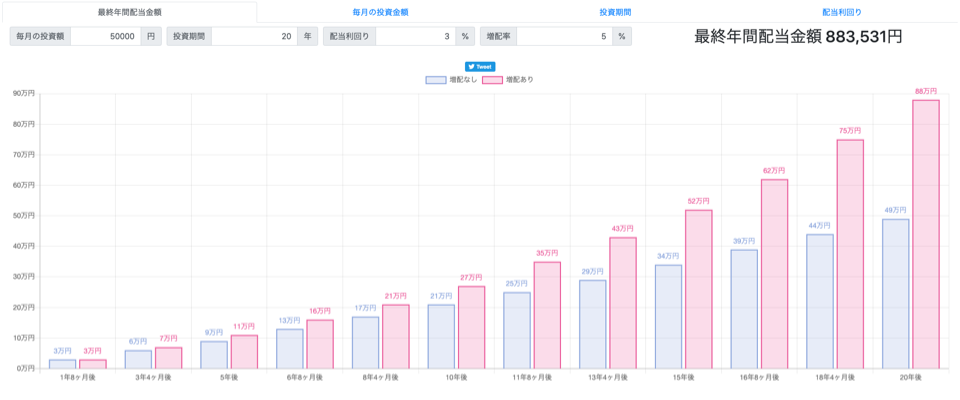 最終年間配当金額 毎月の投資金額 投資期間 配当利回り
毎月の投資額 50000 円 投資期間 20 年 配当利回り 3 % 増配率 5 % 最終年間配当金額 883,531円
Tweet
増配なし 増配あり
90万円
80万円
70万円
60万円
50万円
40万円
30万円
20万円
10万円
0万円
3万円 3万円
6万円 7万円
9万円 11万円
13万円 16万円
17万円 21万円
21万円 27万円
25万円 35万円
29万円 43万円
34万円 52万円
39万円 62万円
44万円 75万円
49万円 88万円
1年8ヶ月後 3年4ヶ月後 5年後 6年8ヶ月後 8年4ヶ月後 10年後 11年8ヶ月後 13年4ヶ月後 15年後 16年8ヶ月後 18年4ヶ月後 20年後